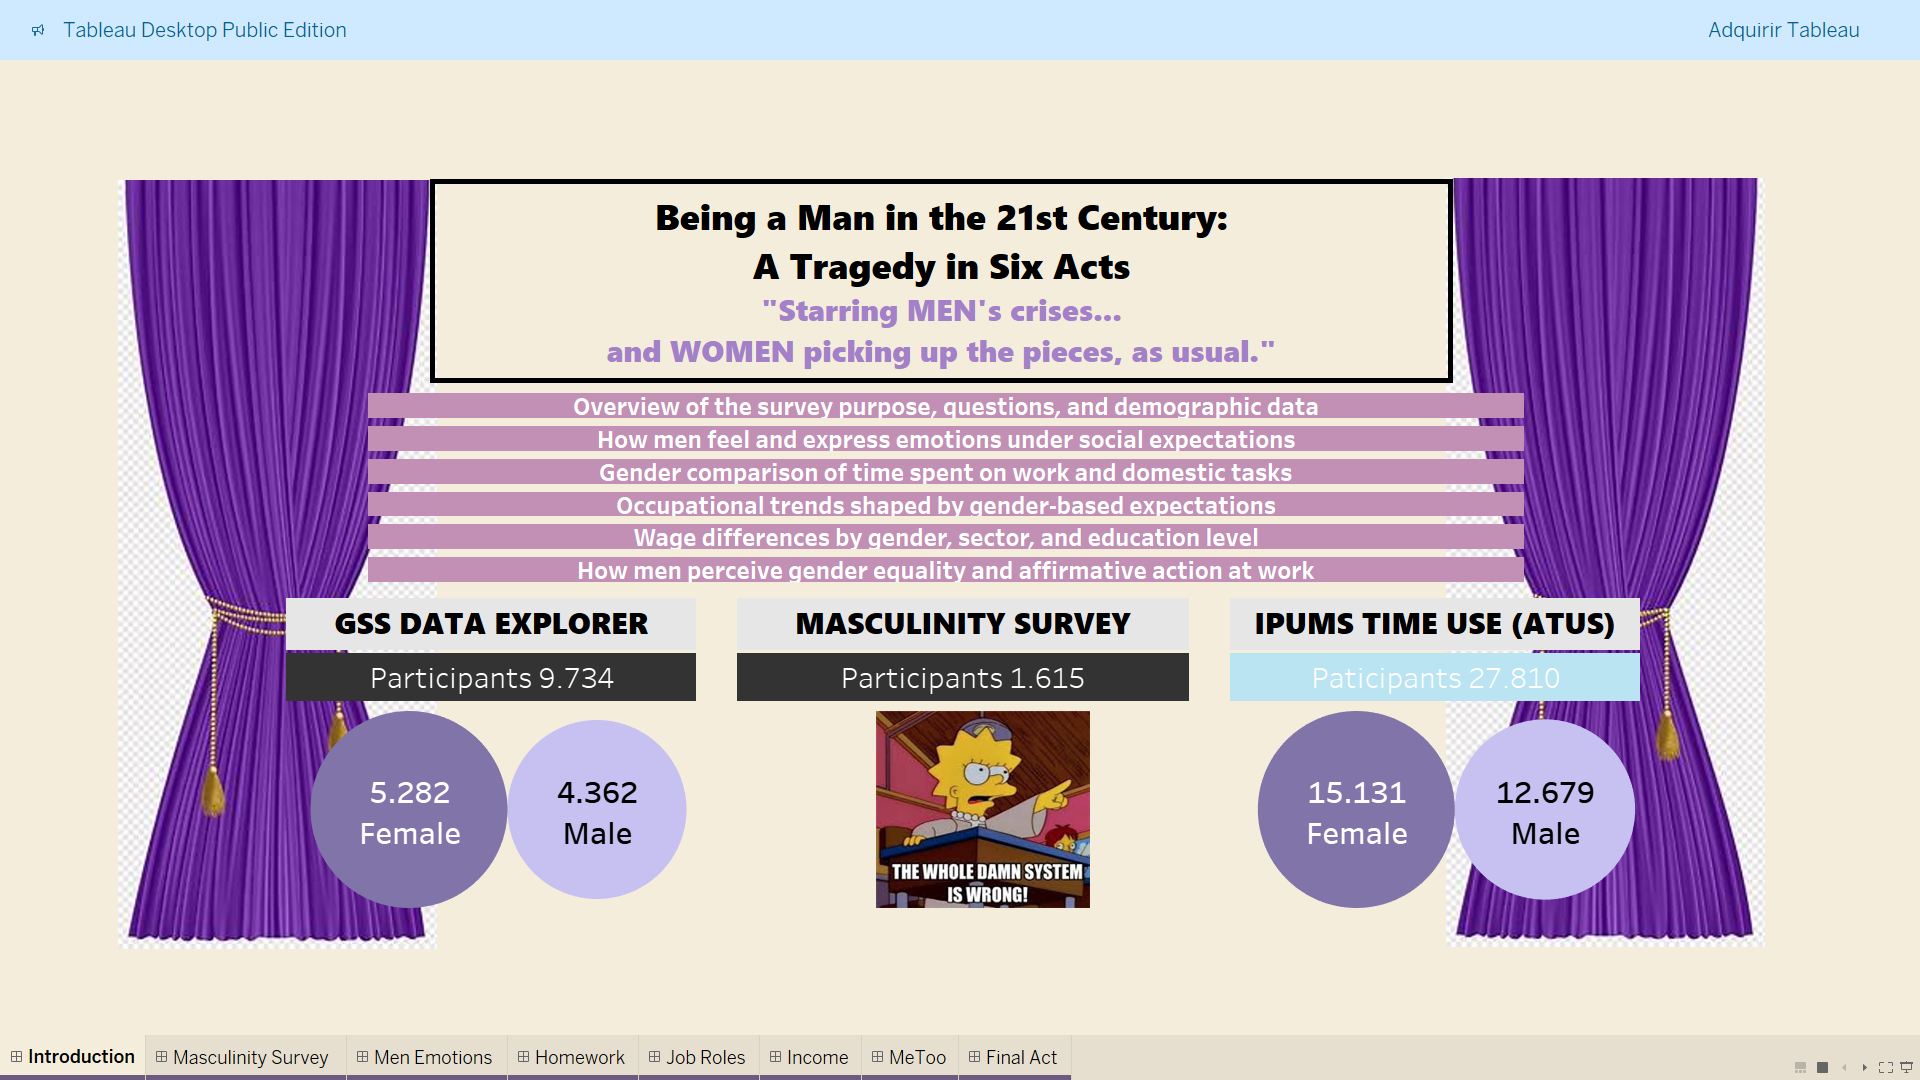 Tableau Desktop Public Edition
Adquirir Tableau
Being a Man in the 21st Century:
A Tragedy in Six Acts
"Starring MEN's crises...
and WOMEN picking up the pieces, as usual."
Overview of the survey purpose, questions, and demographic data
How men feel and express emotions under social expectations
Gender comparison of time spent on work and domestic tasks
Occupational trends shaped by gender-based expectations
Wage differences by gender, sector, and education level
How men perceive gender equality and affirmative action at work
GSS DATA EXPLORER
Participants 9.734
5.282
Female
4.362
Male
MASCULINITY SURVEY
Participants 1.615
THE WHOLE DAMN SYSTEM
IS WRONG!
IPUMS TIME USE (ATUS)
Paticipants 27.810
15.131
Female
12.679
Male
Introduction
Masculinity Survey
Men Emotions
Homework
Job Roles
Income
MeToo
Final Act